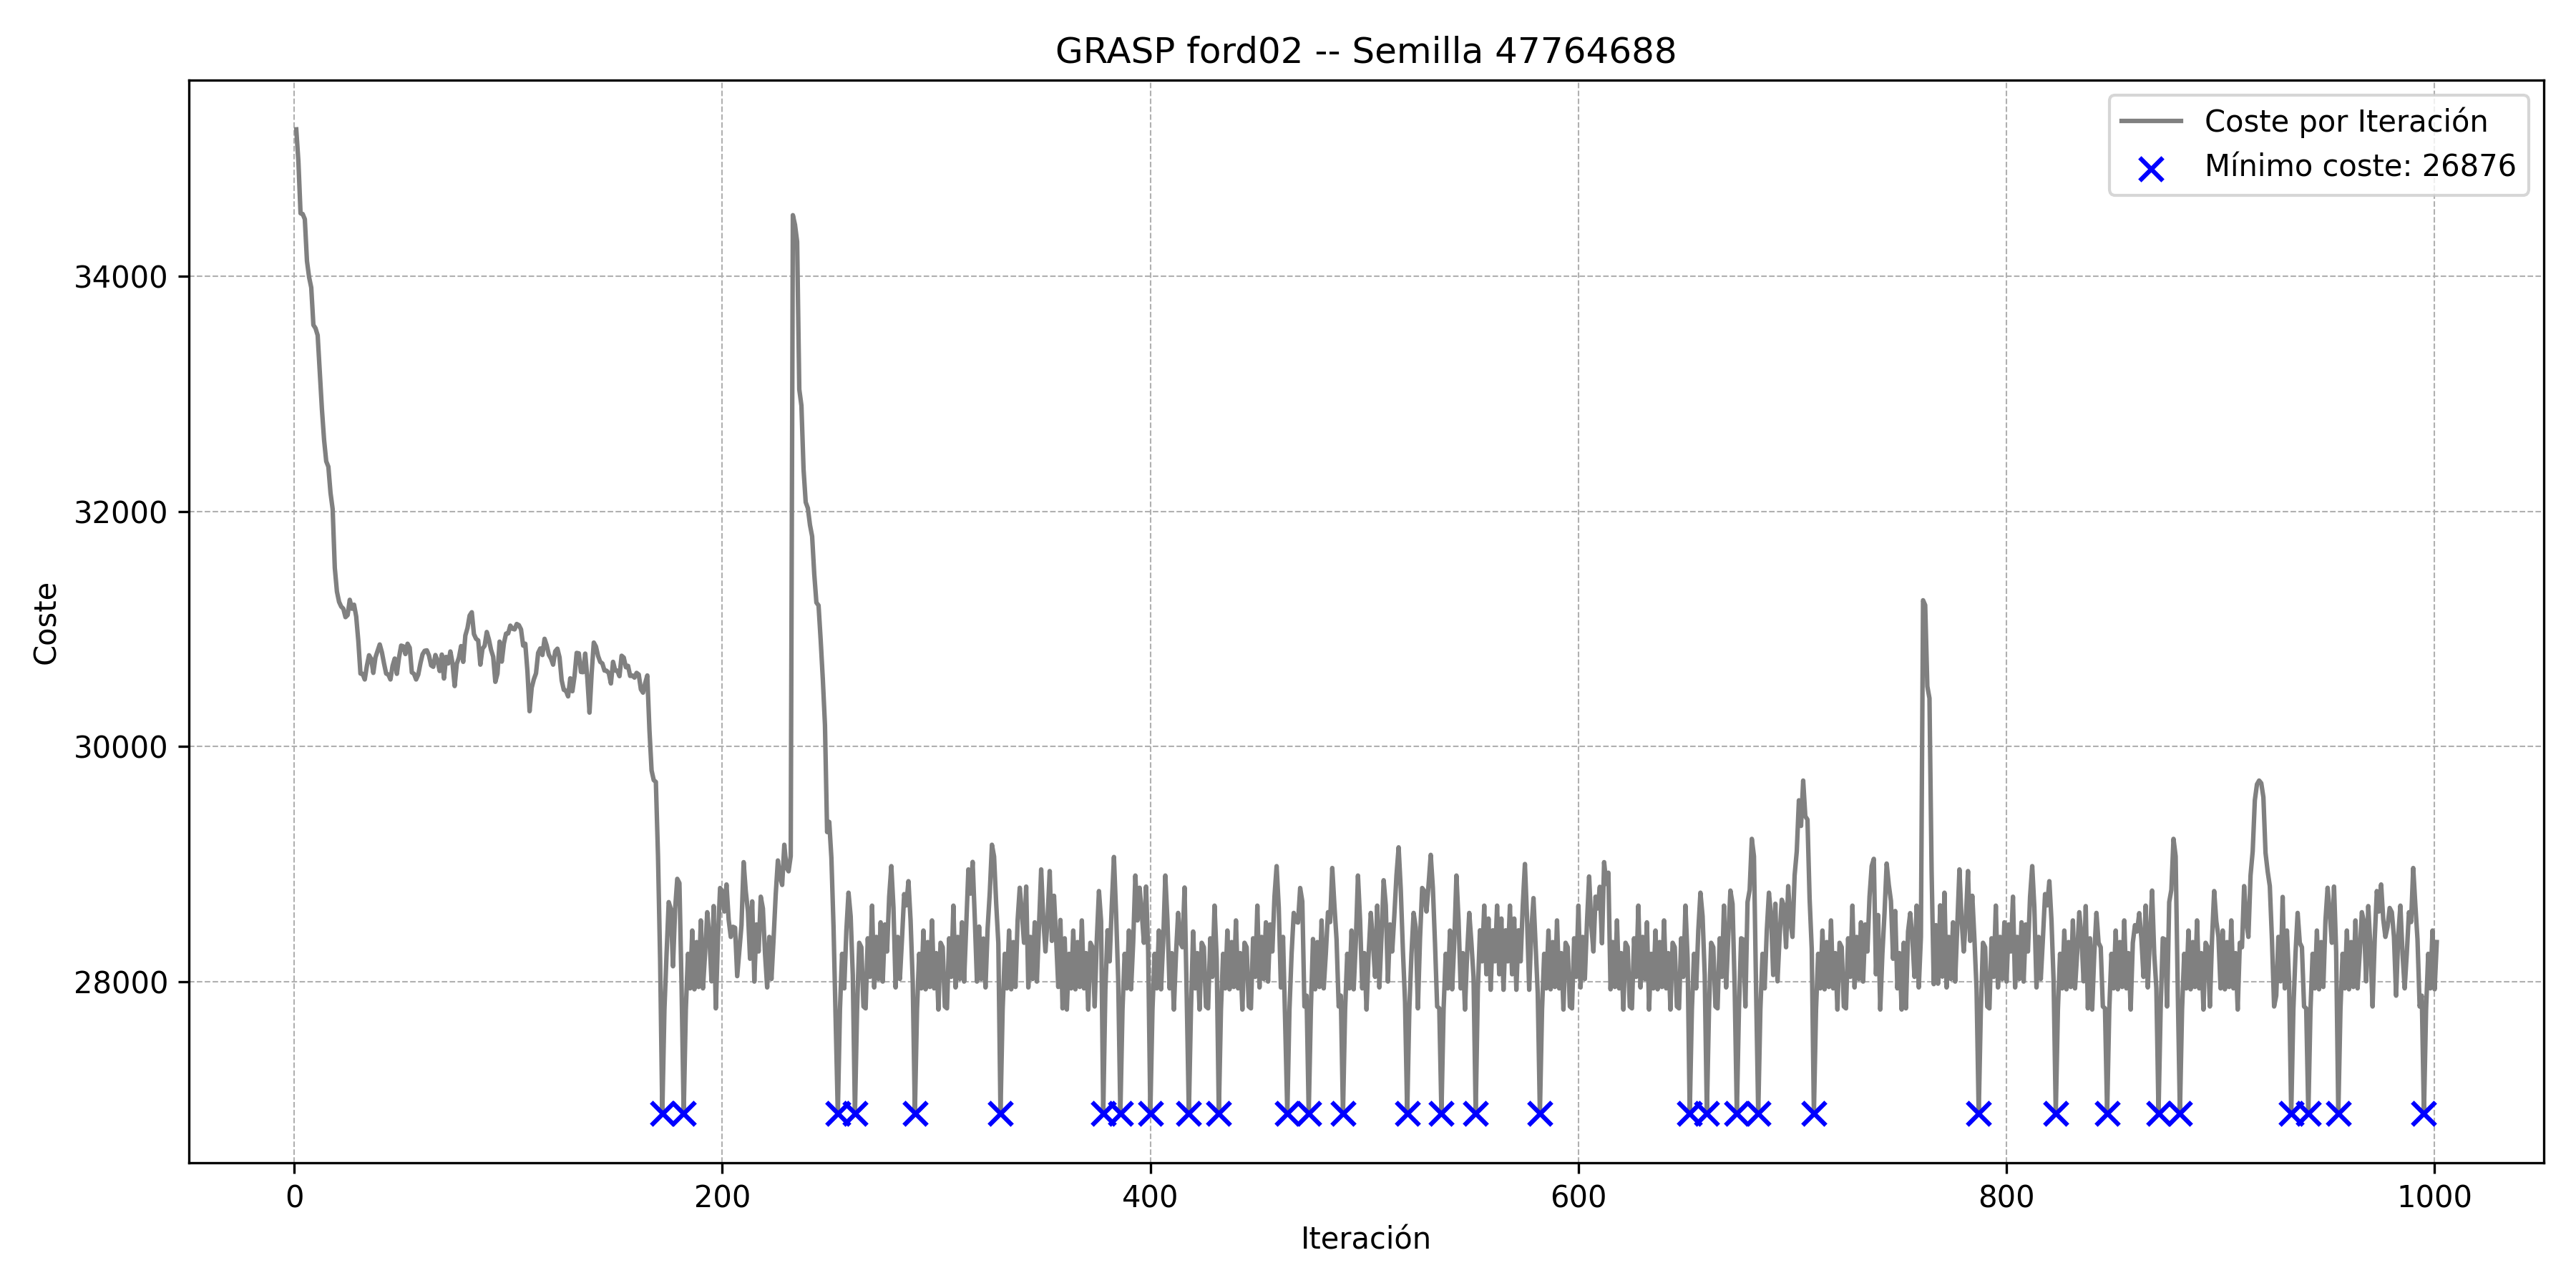 GRASP ford02 -- Semilla 47764688
Coste por Iteración
Mínimo coste: 26876
34000
32000
30000
28000
Coste
0
200
400
600
800
1000
Iteración